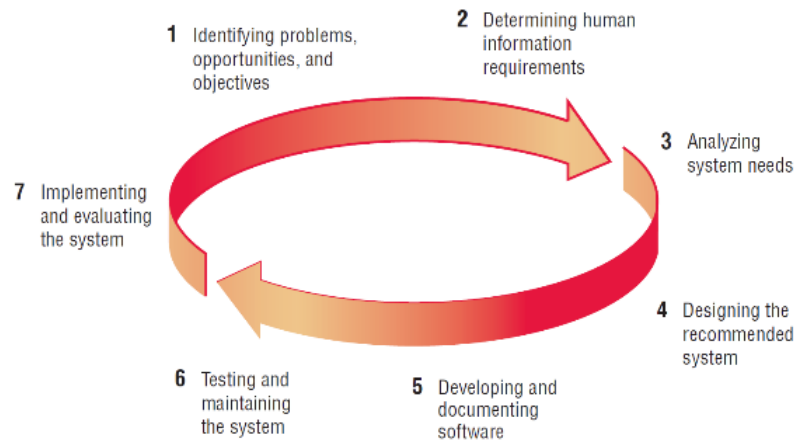 1 Identifying problems,
opportunities, and
objectives
2 Determining human
information
requirements
3 Analyzing
system needs
4 Designing the
recommended
system
5 Developing and
documenting
software
6 Testing and
maintaining
the system
7 Implementing
and evaluating
the system